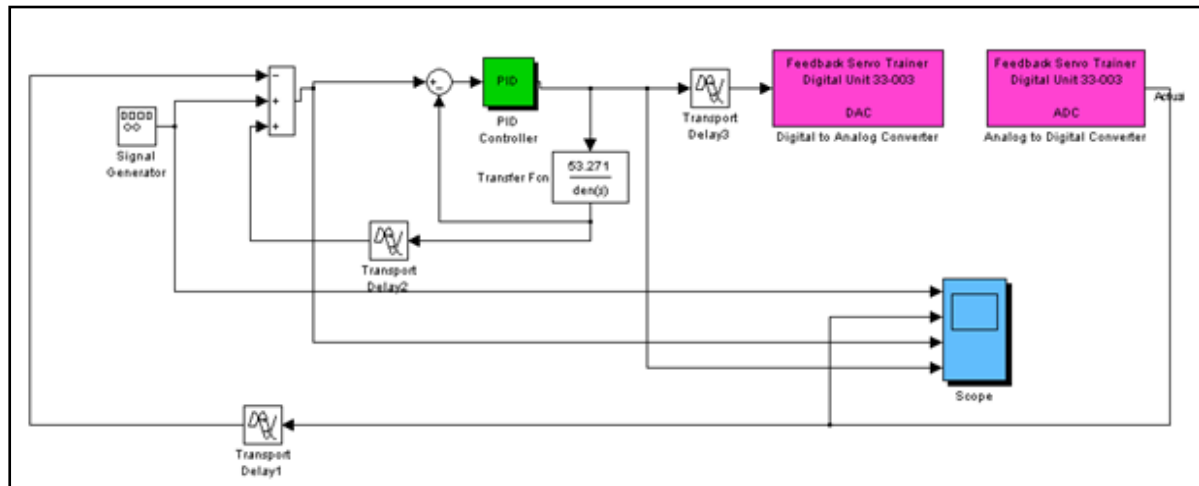 Signal
Generator
−
+
+
+
−
PID
PID
Controller
53.271
den(s)
Transfer Fcn
Transport
Delay2
Transport
Delay3
Feedback Servo Trainer
Digital Unit 33-003
DAC
Digital to Analog Converter
Feedback Servo Trainer
Digital Unit 33-003
ADC
Analog to Digital Converter
Scope
Transport
Delay1